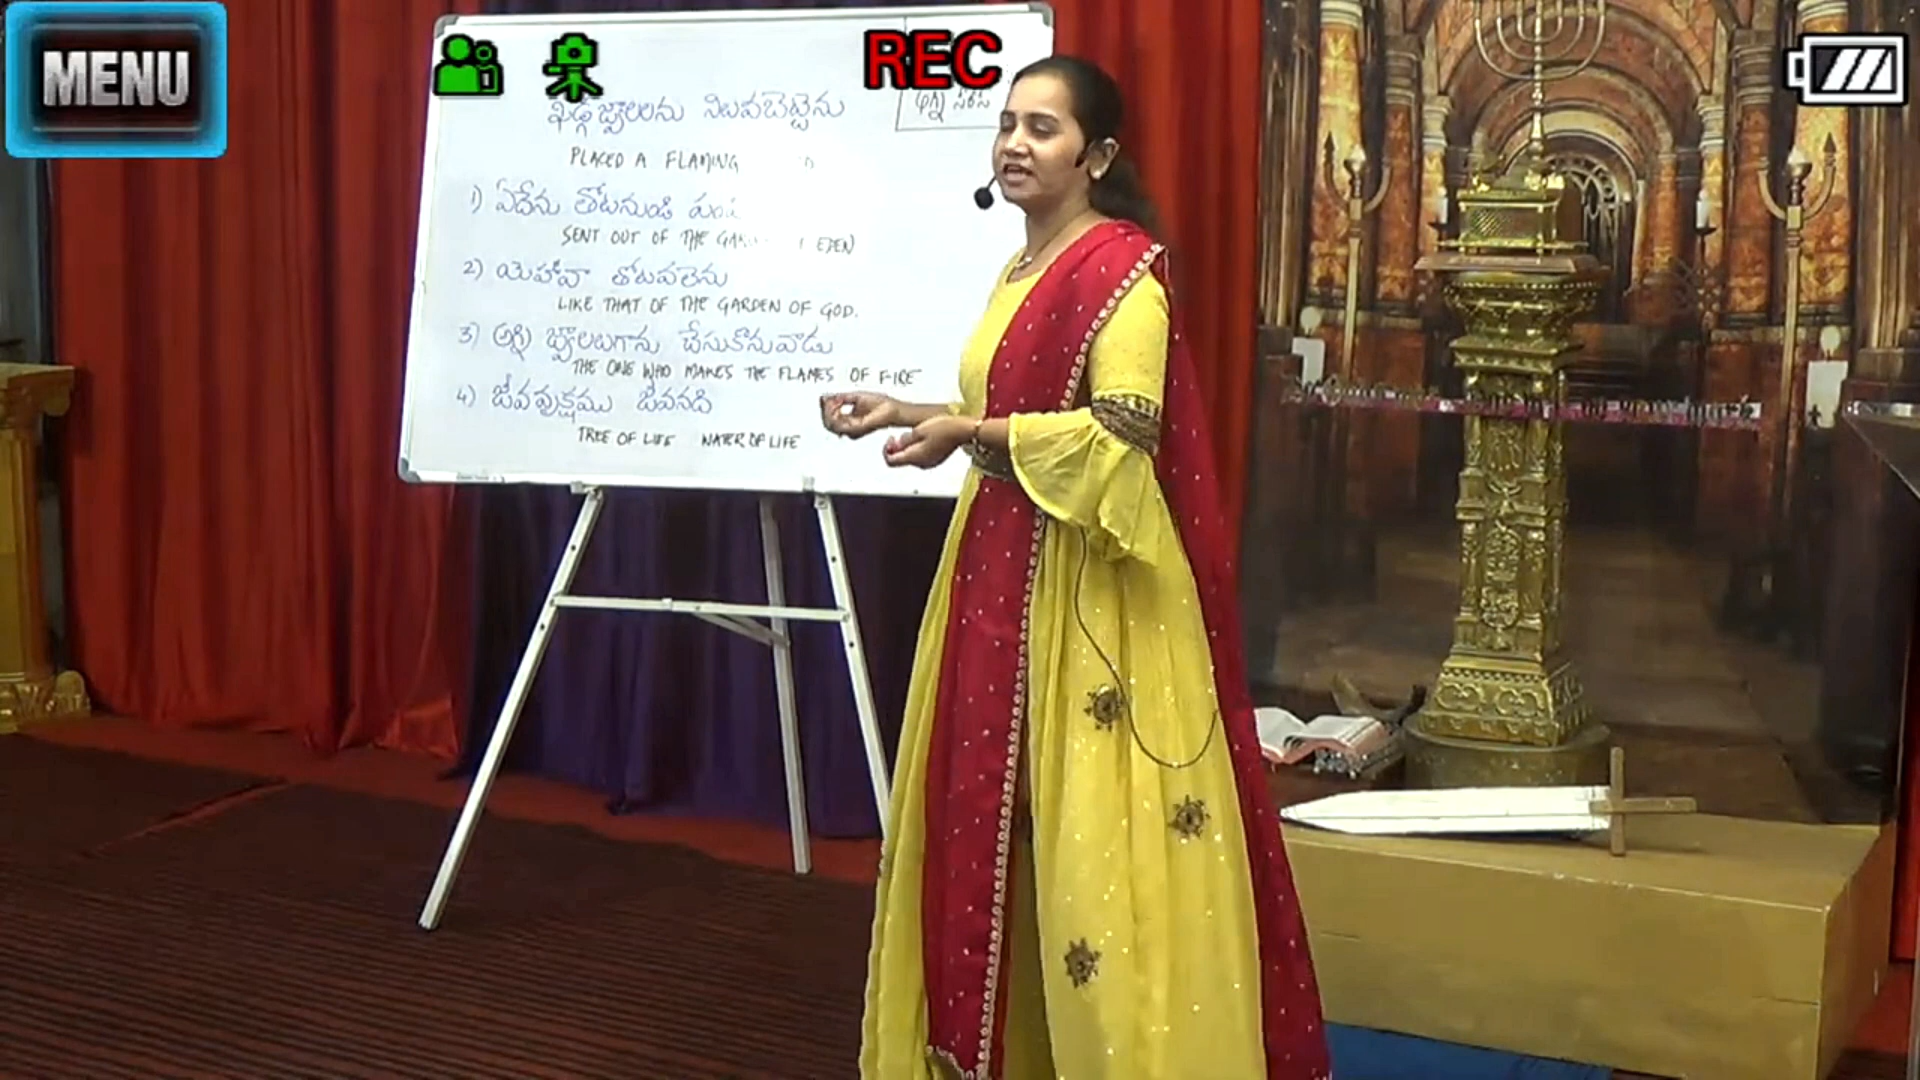 MENU
REC
ఖడ్గ జ్వాలలను నిలవబెట్టెను
PLACED A FLAMING
1) ఏదేను తోటనుండి
SENT OUT OF THE EDEN
2) యెహోవా తోటవలెను
LIKE THAT OF THE GARDEN OF GOD.
3) అగ్ని జ్వాలలుగాను చేసుకొనువాడు
THE ONE WHO MAKES THE FLAMES OF FIRE
4) జీవవృక్షము జీవనది
TREE OF LIFE WATER OF LIFE